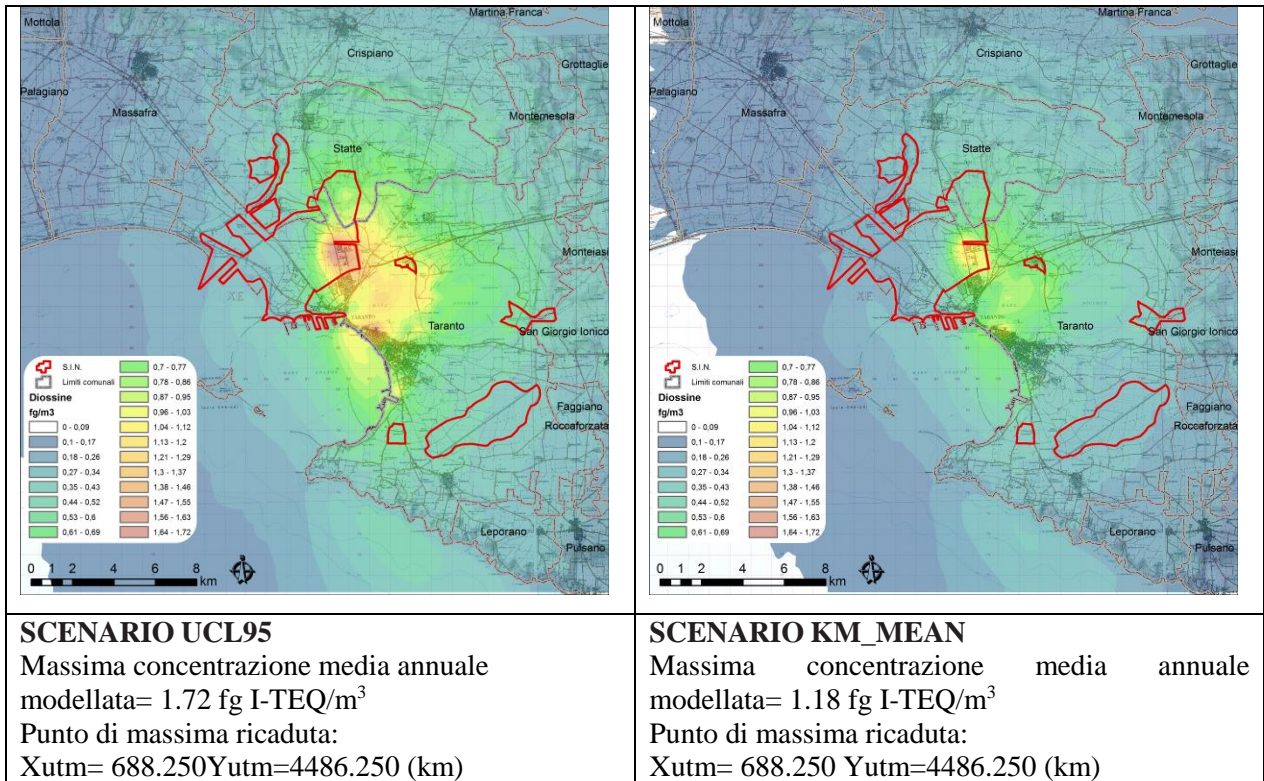 Mottola
Martina Franca
Crispiano
Grottaglie
Palagiano
Massafra
Montemesola
Statte
Monteiasi
TARANTO
Taranto
San Giorgio Ionico
S.I.N.
Limiti comunali
Diossine
fg/m3
0 - 0,09
0,1 - 0,17
0,18 - 0,26
0,27 - 0,34
0,35 - 0,43
0,44 - 0,52
0,53 - 0,6
0,61 - 0,69
0,7 - 0,77
0,78 - 0,86
0,87 - 0,95
0,96 - 1,03
1,04 - 1,12
1,13 - 1,2
1,21 - 1,29
1,3 - 1,37
1,38 - 1,46
1,47 - 1,55
1,56 - 1,63
1,64 - 1,72
Faggiano
Roccaforzata
Leporano
Pulsano
0 1 2 4 6 8
km
Mottola
Martina Franca
Crispiano
Grottaglie
Palagiano
Massafra
Montemesola
Statte
Monteiasi
TARANTO
Taranto
San Giorgio Ionico
S.I.N.
Limiti comunali
Diossine
fg/m3
0 - 0,09
0,1 - 0,17
0,18 - 0,26
0,27 - 0,34
0,35 - 0,43
0,44 - 0,52
0,53 - 0,6
0,61 - 0,69
0,7 - 0,77
0,78 - 0,86
0,87 - 0,95
0,96 - 1,03
1,04 - 1,12
1,13 - 1,2
1,21 - 1,29
1,3 - 1,37
1,38 - 1,46
1,47 - 1,55
1,56 - 1,63
1,64 - 1,72
Faggiano
Roccaforzata
Leporano
Pulsano
0 1 2 4 6 8
km
SCENARIO UCL95
Massima concentrazione media annuale
modellata= 1.72 fg I-TEQ/m³
Punto di massima ricaduta:
Xutm= 688.250Yutm=4486.250 (km)
SCENARIO KM_MEAN
Massima concentrazione media annuale
modellata= 1.18 fg I-TEQ/m³
Punto di massima ricaduta:
Xutm= 688.250 Yutm=4486.250 (km)